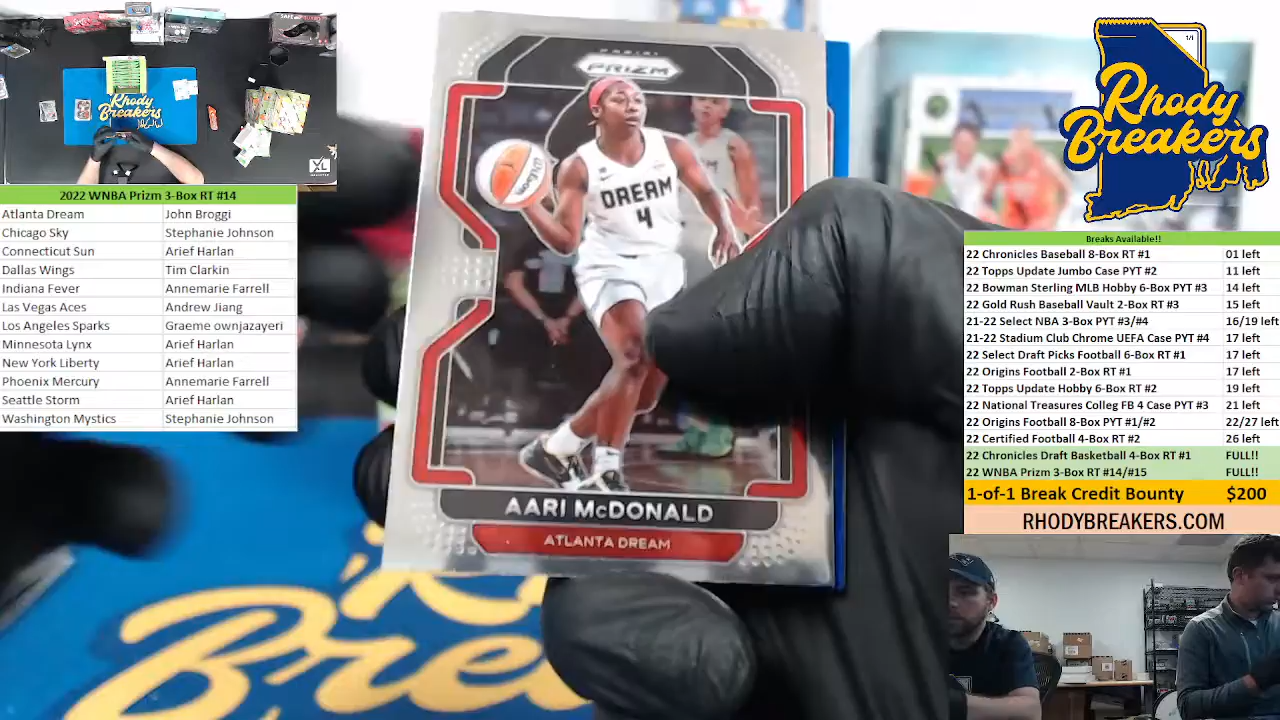 Rhody
Breakers
XL
2022 WNBA Prizm 3-Box RT #14
Atlanta Dream John Broggi
Chicago Sky Stephanie Johnson
Connecticut Sun Arief Harlan
Dallas Wings Tim Clarkin
Indiana Fever Annemarie Farrell
Las Vegas Aces Andrew Jiang
Los Angeles Sparks Graeme ownjazayeri
Minnesota Lynx Arief Harlan
New York Liberty Arief Harlan
Phoenix Mercury Annemarie Farrell
Seattle Storm Arief Harlan
Washington Mystics Stephanie Johnson
PANINI
PRIZM
Wilson
DREAM
4
AARI McDONALD
ATLANTA DREAM
1/1
Rhody
Breakers
Breaks Available!!
22 Chronicles Baseball 8-Box RT #1 01 left
22 Topps Update Jumbo Case PYT #2 11 left
22 Bowman Sterling MLB Hobby 6-Box PYT #3 14 left
22 Gold Rush Baseball Vault 2-Box RT #3 15 left
21-22 Select NBA 3-Box PYT #3/#4 16/19 left
21-22 Stadium Club Chrome UEFA Case PYT #4 17 left
22 Select Draft Picks Football 6-Box RT #1 17 left
22 Origins Football 2-Box RT #1 17 left
22 Topps Update Hobby 6-Box RT #2 19 left
22 National Treasures Colleg FB 4 Case PYT #3 21 left
22 Origins Football 8-Box PYT #1/#2 22/27 left
22 Certified Football 4-Box RT #2 26 left
22 Chronicles Draft Basketball 4-Box RT #1 FULL!!
22 WNBA Prizm 3-Box RT #14/#15 FULL!!
1-of-1 Break Credit Bounty $200
RHODYBREAKERS.COM